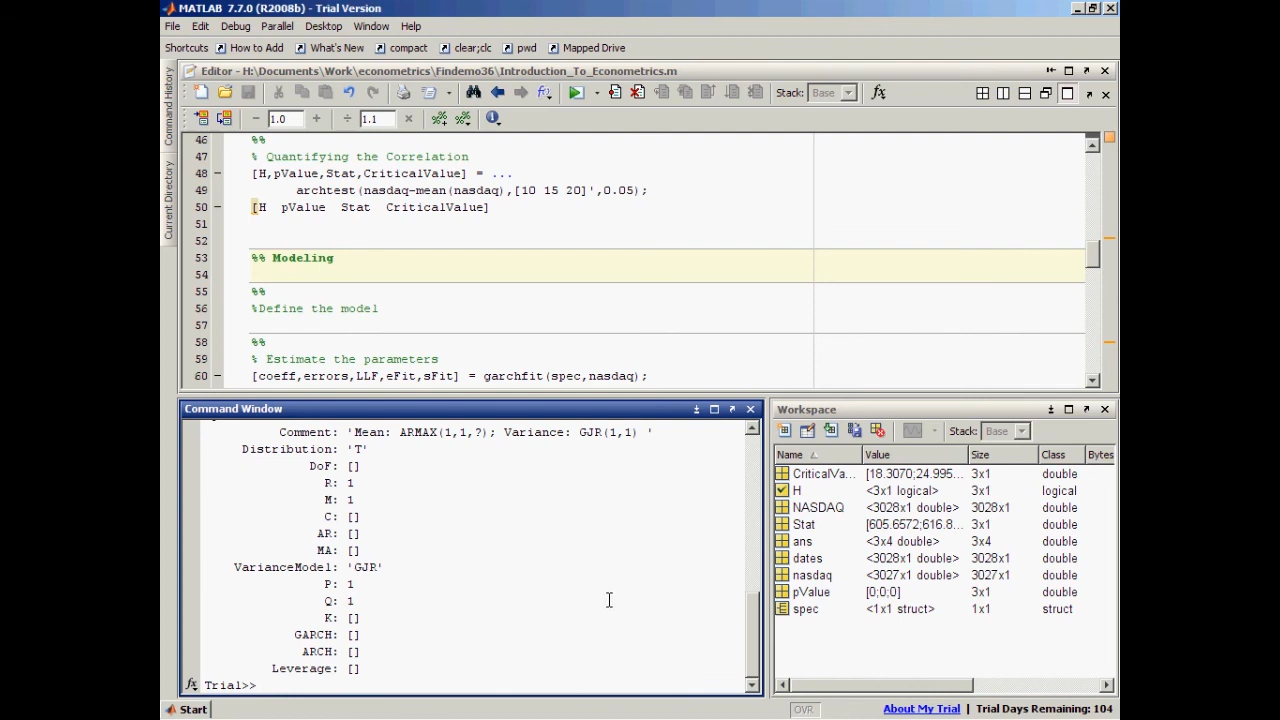 MATLAB 7.7.0 (R2008b) - Trial Version
File Edit Debug Parallel Desktop Window Help
Shortcuts How to Add What's New compact clear;clc pwd Mapped Drive
Command History
Current Directory
Editor - H:\Documents\Work\econometrics\Findemo36\Introduction_To_Econometrics.m
Stack: Base
1.0 1.1
46 %%
47 % Quantifying the Correlation
48 - [H,pValue,Stat,CriticalValue] = ...
49 archtest(nasdaq-mean(nasdaq),[10 15 20]',0.05);
50 - [H pValue Stat CriticalValue]
51
52
53 %% Modeling
54
55 %%
56 %Define the model
57
58 %%
59 % Estimate the parameters
60 - [coeff,errors,LLF,eFit,sFit] = garchfit(spec,nasdaq);
Command Window
Comment: 'Mean: ARMAX(1,1,?); Variance: GJR(1,1) '
Distribution: 'T'
DoF: []
R: 1
M: 1
C: []
AR: []
MA: []
VarianceModel: 'GJR'
P: 1
Q: 1
K: []
GARCH: []
ARCH: []
Leverage: []
Trial>>
Workspace
Stack: Base
Name Value Size Class Bytes
CriticalVa... [18.3070;24.995... 3x1 double
H <3x1 logical> 3x1 logical
NASDAQ <3028x1 double> 3028x1 double
Stat [605.6572;616.8... 3x1 double
ans <3x4 double> 3x4 double
dates <3028x1 double> 3028x1 double
nasdaq <3027x1 double> 3027x1 double
pValue [0;0;0] 3x1 double
spec <1x1 struct> 1x1 struct
Start
OVR
About My Trial | Trial Days Remaining: 104